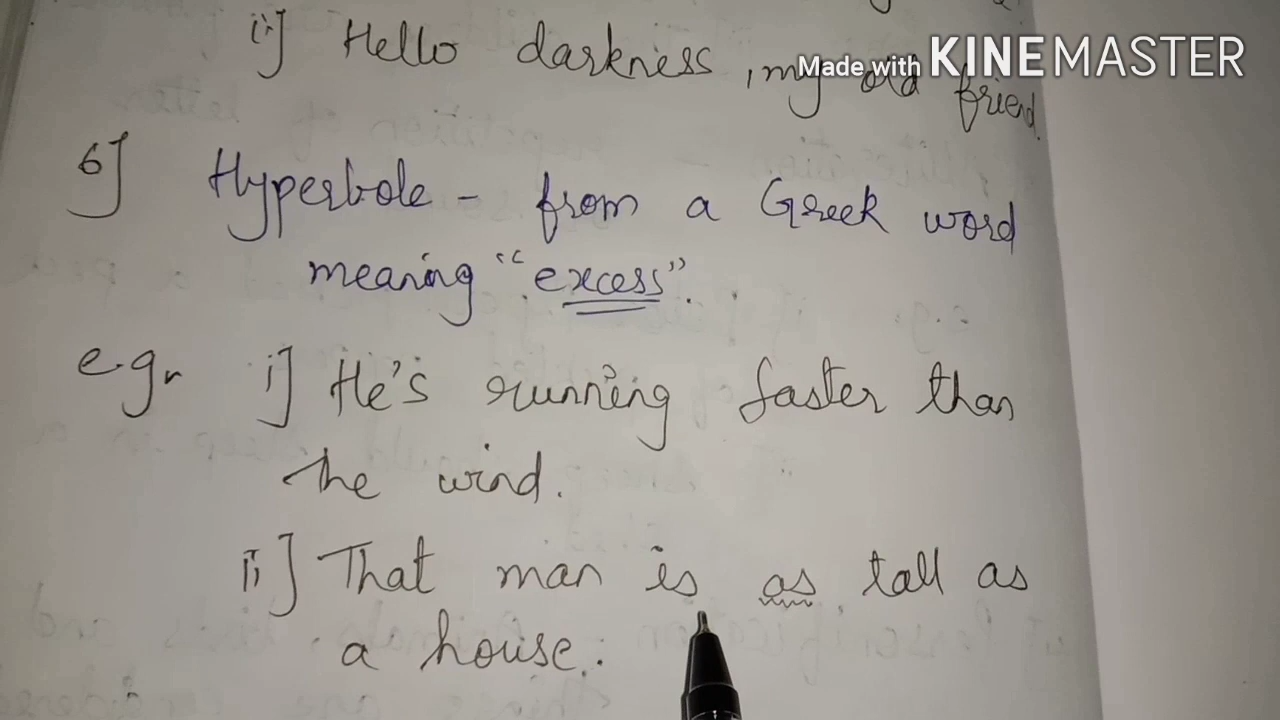 ii] Hello darkness, my old friend.
Made with KINEMASTER
6] Hyperbole - from a Greek word
meaning "excess".
e.g. i] He's running faster than
the wind.
ii] That man is as tall as
a house.